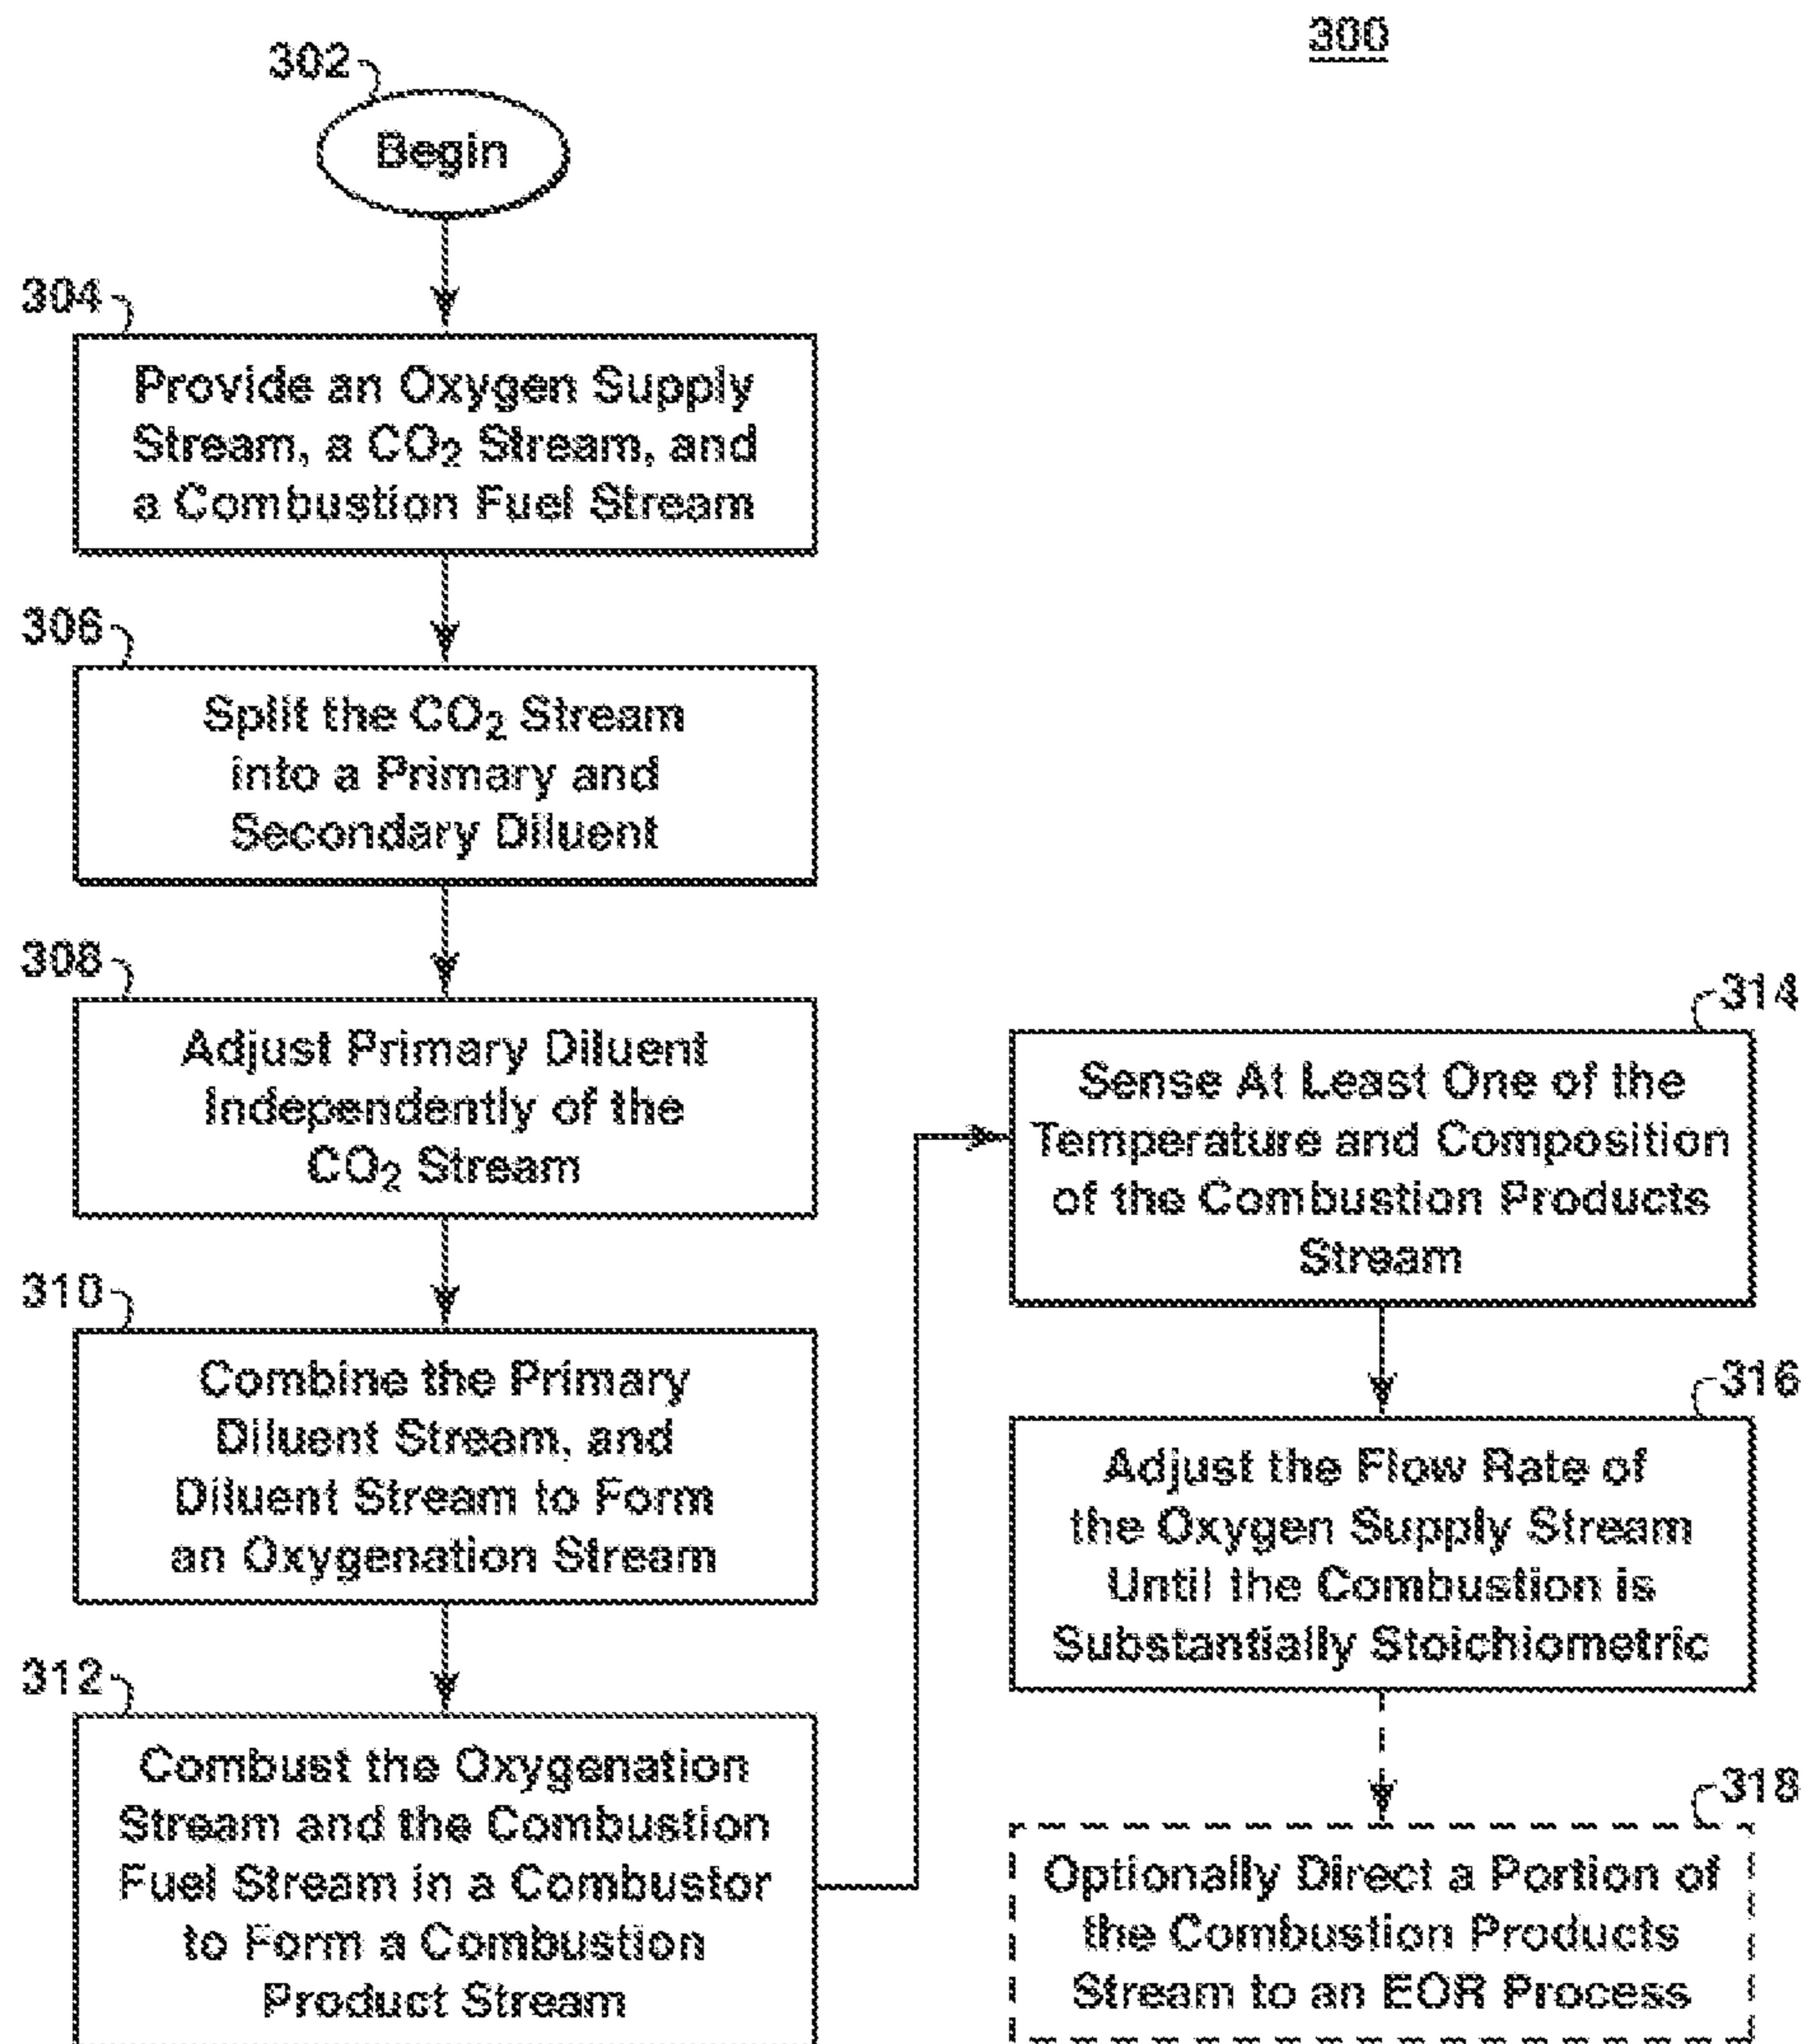 300
302
Begin
304
Provide an Oxygen Supply
Stream, a CO₂ Stream, and
a Combustion Fuel Stream
306
Split the CO₂ Stream
into a Primary and
Secondary Diluent
308
Adjust Primary Diluent
Independently of the
CO₂ Stream
310
Combine the Primary
Diluent Stream, and
Diluent Stream to Form
an Oxygenation Stream
312
Combust the Oxygenation
Stream and the Combustion
Fuel Stream in a Combustor
to Form a Combustion
Product Stream
314
Sense At Least One of the
Temperature and Composition
of the Combustion Products
Stream
316
Adjust the Flow Rate of
the Oxygen Supply Stream
Until the Combustion is
Substantially Stoichiometric
318
Optionally Direct a Portion of
the Combustion Products
Stream to an EOR Process